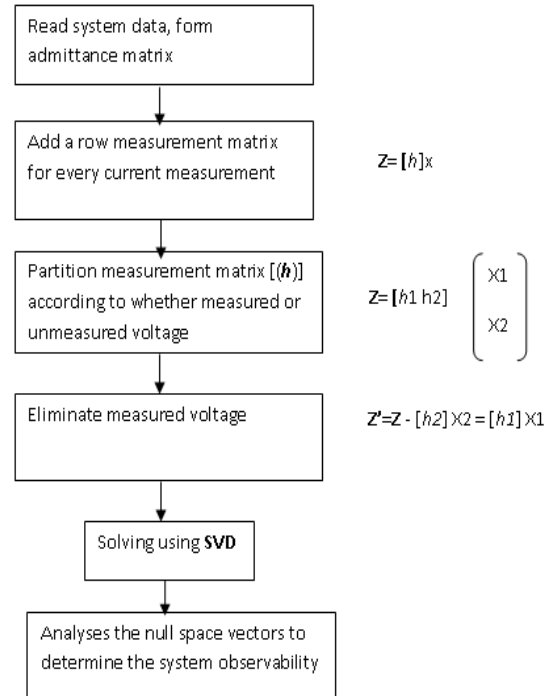 Read system data, form
admittance matrix
Add a row measurement matrix
for every current measurement
Z=[h]x
Partition measurement matrix [(h)]
according to whether measured or
unmeasured voltage
Z=[h1 h2]
X1
X2
Eliminate measured voltage
Z'=Z - [h2] X2 = [h1] X1
Solving using SVD
Analyses the null space vectors to
determine the system observability